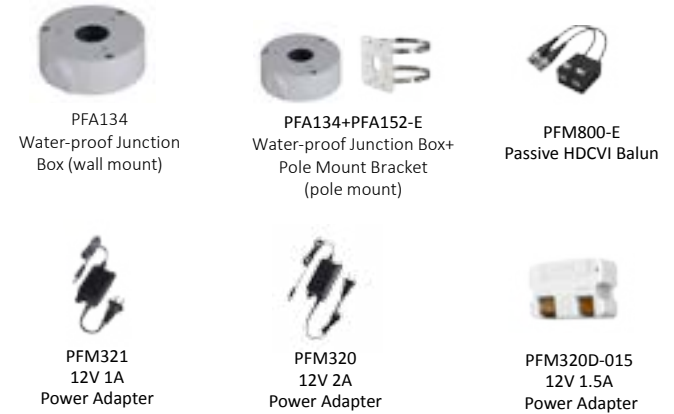 PFA134
Water-proof Junction
Box (wall mount)
PFA134+PFA152-E
Water-proof Junction Box+
Pole Mount Bracket
(pole mount)
PFM800-E
Passive HDCVI Balun
PFM321
12V 1A
Power Adapter
PFM320
12V 2A
Power Adapter
PFM320D-015
12V 1.5A
Power Adapter